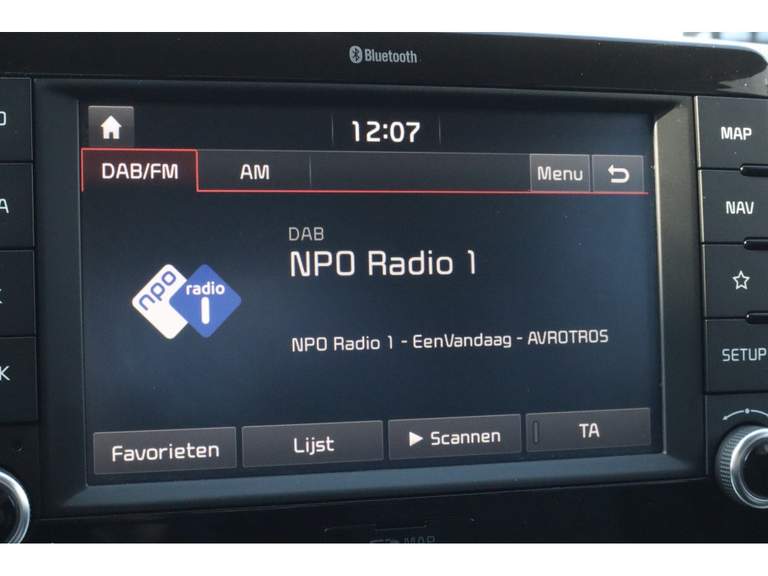 Bluetooth
12:07
MAP
DAB/FM
AM
Menu
NAV
DAB
NPO Radio 1
npo
radio
1
NPO Radio 1 - EenVandaag - AVROTROS
SETUP
Favorieten
Lijst
Scannen
TA
MAP